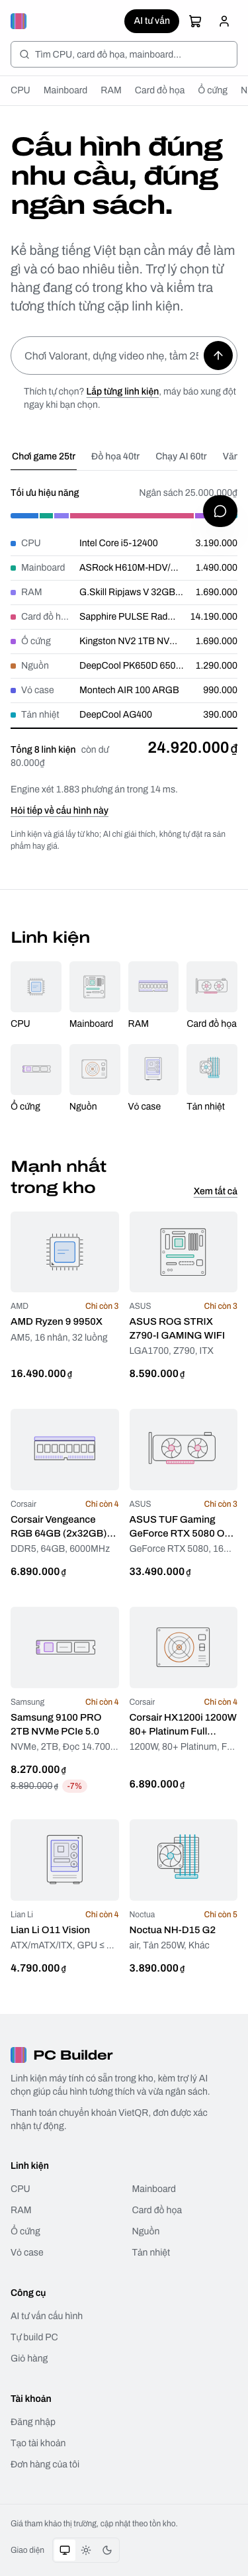 AI tư vấn
Tìm CPU, card đồ họa, mainboard...
CPU Mainboard RAM Card đồ họa Ổ cứng N
Cấu hình đúng
nhu cầu, đúng
ngân sách.
Kể bằng tiếng Việt bạn cần máy để làm
gì và có bao nhiêu tiền. Trợ lý chọn từ
hàng đang có trong kho và kiểm tra
tương thích từng cặp linh kiện.
Chơi Valorant, dựng video nhẹ, tầm 25
Thích tự chọn? Lắp từng linh kiện, máy báo xung đột
ngay khi bạn chọn.
Chơi game 25tr Đồ họa 40tr Chạy AI 60tr Văn
Tối ưu hiệu năng Ngân sách 25.000.000₫
CPU Intel Core i5-12400 3.190.000
Mainboard ASRock H610M-HDV/... 1.490.000
RAM G.Skill Ripjaws V 32GB... 1.690.000
Card đồ h... Sapphire PULSE Rad... 14.190.000
Ổ cứng Kingston NV2 1TB NV... 1.690.000
Nguồn DeepCool PK650D 650... 1.290.000
Vỏ case Montech AIR 100 ARGB 990.000
Tản nhiệt DeepCool AG400 390.000
Tổng 8 linh kiện còn dư
80.000₫
24.920.000₫
Engine xét 1.883 phương án trong 14 ms.
Hỏi tiếp về cấu hình này
Linh kiện và giá lấy từ kho; AI chỉ giải thích, không tự đặt ra sản
phẩm hay giá.
Linh kiện
CPU Mainboard RAM Card đồ họa
Ổ cứng Nguồn Vỏ case Tản nhiệt
Mạnh nhất
trong kho
Xem tất cả
AMD Chỉ còn 3
AMD Ryzen 9 9950X
AM5, 16 nhân, 32 luồng
16.490.000₫
ASUS Chỉ còn 3
ASUS ROG STRIX
Z790-I GAMING WIFI
LGA1700, Z790, ITX
8.590.000₫
Corsair Chỉ còn 4
Corsair Vengeance
RGB 64GB (2x32GB)...
DDR5, 64GB, 6000MHz
6.890.000₫
ASUS Chỉ còn 3
ASUS TUF Gaming
GeForce RTX 5080 O...
GeForce RTX 5080, 16...
33.490.000₫
Samsung Chỉ còn 4
Samsung 9100 PRO
2TB NVMe PCIe 5.0
NVMe, 2TB, Đọc 14.700...
8.270.000₫
8.890.000₫ -7%
Corsair Chỉ còn 4
Corsair HX1200i 1200W
80+ Platinum Full...
1200W, 80+ Platinum, F...
6.890.000₫
Lian Li Chỉ còn 4
Lian Li O11 Vision
ATX/mATX/ITX, GPU ≤ ...
4.790.000₫
Noctua Chỉ còn 5
Noctua NH-D15 G2
air, Tản 250W, Khác
3.890.000₫
PC Builder
Linh kiện máy tính có sẵn trong kho, kèm trợ lý AI
chọn giúp cấu hình tương thích và vừa ngân sách.
Thanh toán chuyển khoản VietQR, đơn được xác
nhận tự động.
Linh kiện
CPU Mainboard
RAM Card đồ họa
Ổ cứng Nguồn
Vỏ case Tản nhiệt
Công cụ
AI tư vấn cấu hình
Tự build PC
Giỏ hàng
Tài khoản
Đăng nhập
Tạo tài khoản
Đơn hàng của tôi
Giá tham khảo thị trường, cập nhật theo tồn kho.
Giao diện